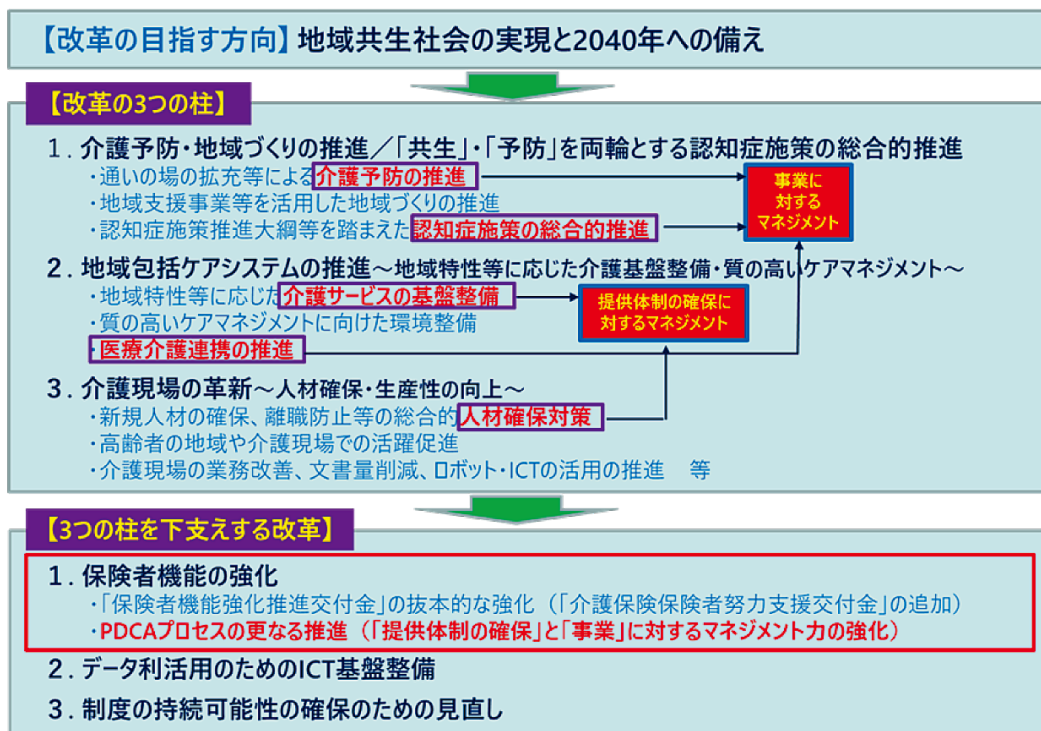 【改革の目指す方向】地域共生社会の実現と2040年への備え
【改革の3つの柱】
1．介護予防・地域づくりの推進／「共生」・「予防」を両輪とする認知症施策の総合的推進
・通いの場の拡充等による介護予防の推進
・地域支援事業等を活用した地域づくりの推進
・認知症施策推進大綱等を踏まえた認知症施策の総合的推進
事業に
対する
マネジメント
2．地域包括ケアシステムの推進～地域特性等に応じた介護基盤整備・質の高いケアマネジメント～
・地域特性等に応じた介護サービスの基盤整備
・質の高いケアマネジメントに向けた環境整備
・医療介護連携の推進
提供体制の確保に
対するマネジメント
3．介護現場の革新～人材確保・生産性の向上～
・新規人材の確保、離職防止等の総合的人材確保対策
・高齢者の地域や介護現場での活躍促進
・介護現場の業務改善、文書量削減、ロボット・ICTの活用の推進　等
【3つの柱を下支えする改革】
1．保険者機能の強化
・「保険者機能強化推進交付金」の抜本的な強化（「介護保険保険者努力支援交付金」の追加）
・PDCAプロセスの更なる推進（「提供体制の確保」と「事業」に対するマネジメント力の強化）
2．データ利活用のためのICT基盤整備
3．制度の持続可能性の確保のための見直し